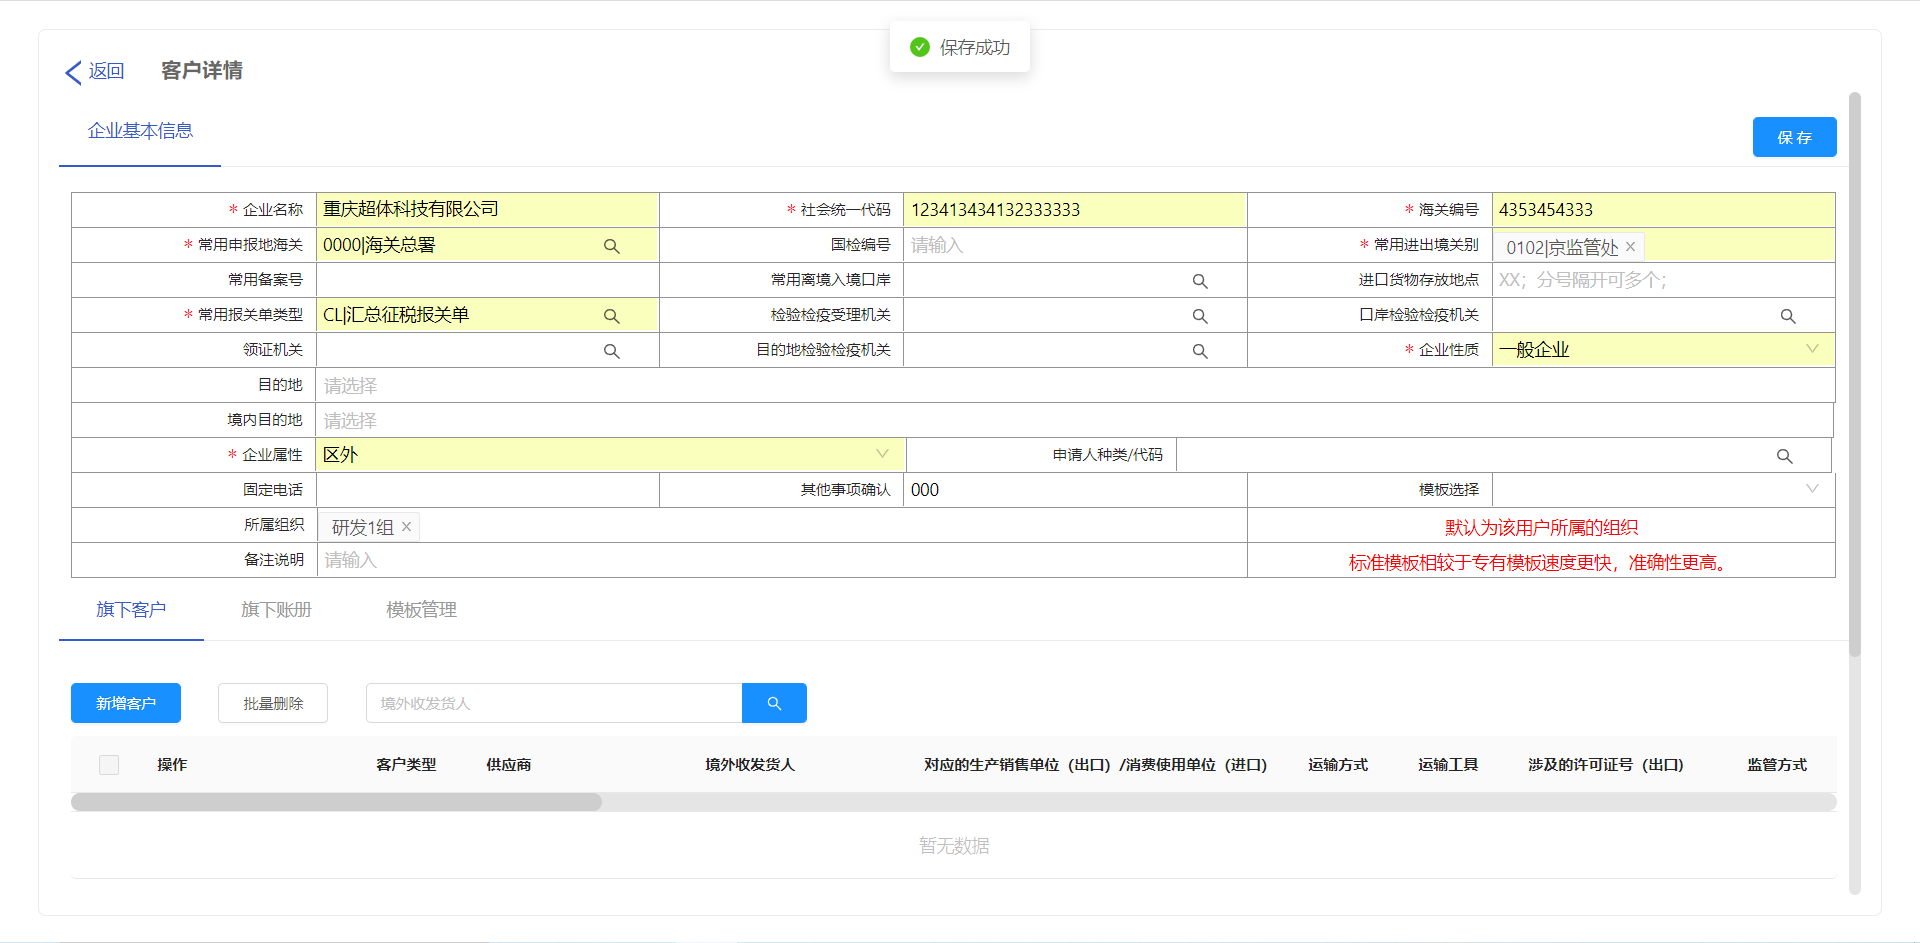 保存成功
返回 客户详情
企业基本信息
保 存
* 企业名称 重庆超体科技有限公司 * 社会统一代码 123413434132333333 * 海关编号 4353454333
* 常用申报地海关 0000|海关总署 国检编号 请输入 * 常用进出境关别 0102|京监管处 ×
常用备案号 常用离境入境口岸 进口货物存放地点 XX；分号隔开可多个；
* 常用报关单类型 CL|汇总征税报关单 检验检疫受理机关 口岸检验检疫机关
领证机关 目的地检验检疫机关 * 企业性质 一般企业
目的地 请选择
境内目的地 请选择
* 企业属性 区外 申请人种类/代码
固定电话 其他事项确认 000 模板选择
所属组织 研发1组 × 默认为该用户所属的组织
备注说明 请输入 标准模板相较于专有模板速度更快，准确性更高。
旗下客户 旗下账册 模板管理
新增客户 批量删除 境外收发货人
操作 客户类型 供应商 境外收发货人 对应的生产销售单位（出口）/消费使用单位（进口） 运输方式 运输工具 涉及的许可证号（出口） 监管方式
暂无数据